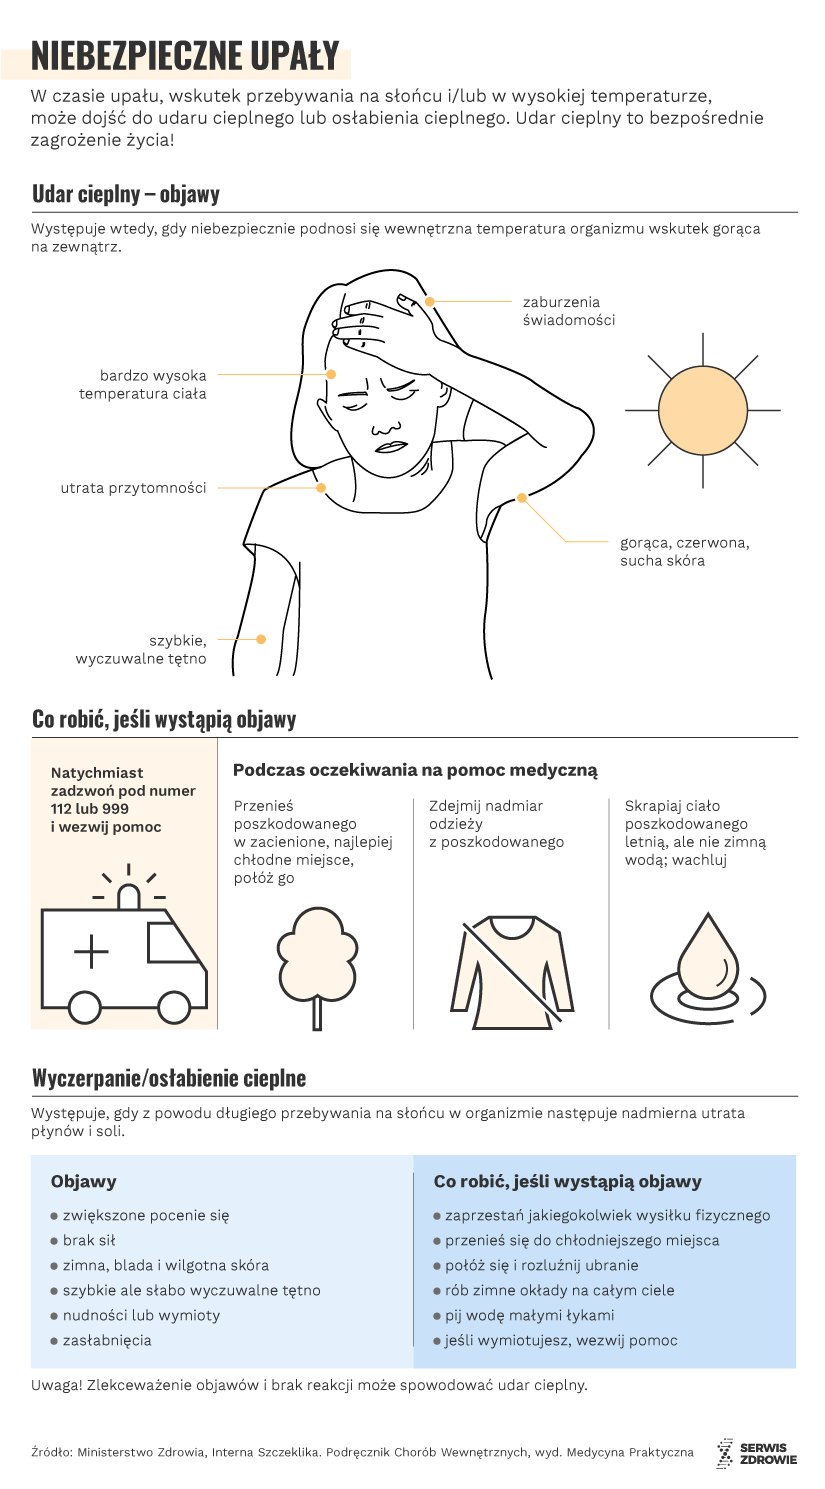 NIEBEZPIECZNE UPAŁY
W czasie upału, wskutek przebywania na słońcu i/lub w wysokiej temperaturze,
może dojść do udaru cieplnego lub osłabienia cieplnego. Udar cieplny to bezpośrednie
zagrożenie życia!
Udar cieplny – objawy
Występuje wtedy, gdy niebezpiecznie podnosi się wewnętrzna temperatura organizmu wskutek gorąca
na zewnątrz.
zaburzenia
świadomości
bardzo wysoka
temperatura ciała
utrata przytomności
gorąca, czerwona,
sucha skóra
szybkie,
wyczuwalne tętno
Co robić, jeśli wystąpią objawy
Natychmiast
zadzwoń pod numer
112 lub 999
i wezwij pomoc
Podczas oczekiwania na pomoc medyczną
Przenieś
poszkodowanego
w zacienione, najlepiej
chłodne miejsce,
połóż go
Zdejmij nadmiar
odzieży
z poszkodowanego
Skrapiaj ciało
poszkodowanego
letnią, ale nie zimną
wodą; wachluj
Wyczerpanie/osłabienie cieplne
Występuje, gdy z powodu długiego przebywania na słońcu w organizmie następuje nadmierna utrata
płynów i soli.
Objawy
zwiększone pocenie się
brak sił
zimna, blada i wilgotna skóra
szybkie ale słabo wyczuwalne tętno
nudności lub wymioty
zasłabnięcia
Co robić, jeśli wystąpią objawy
zaprzestań jakiegokolwiek wysiłku fizycznego
przenieś się do chłodniejszego miejsca
połóż się i rozluźnij ubranie
rób zimne okłady na całym ciele
pij wodę małymi łykami
jeśli wymiotujesz, wezwij pomoc
Uwaga! Zlekceważenie objawów i brak reakcji może spowodować udar cieplny.
Źródło: Ministerstwo Zdrowia, Interna Szczeklika. Podręcznik Chorób Wewnętrznych, wyd. Medycyna Praktyczna
SERWIS
ZDROWIE